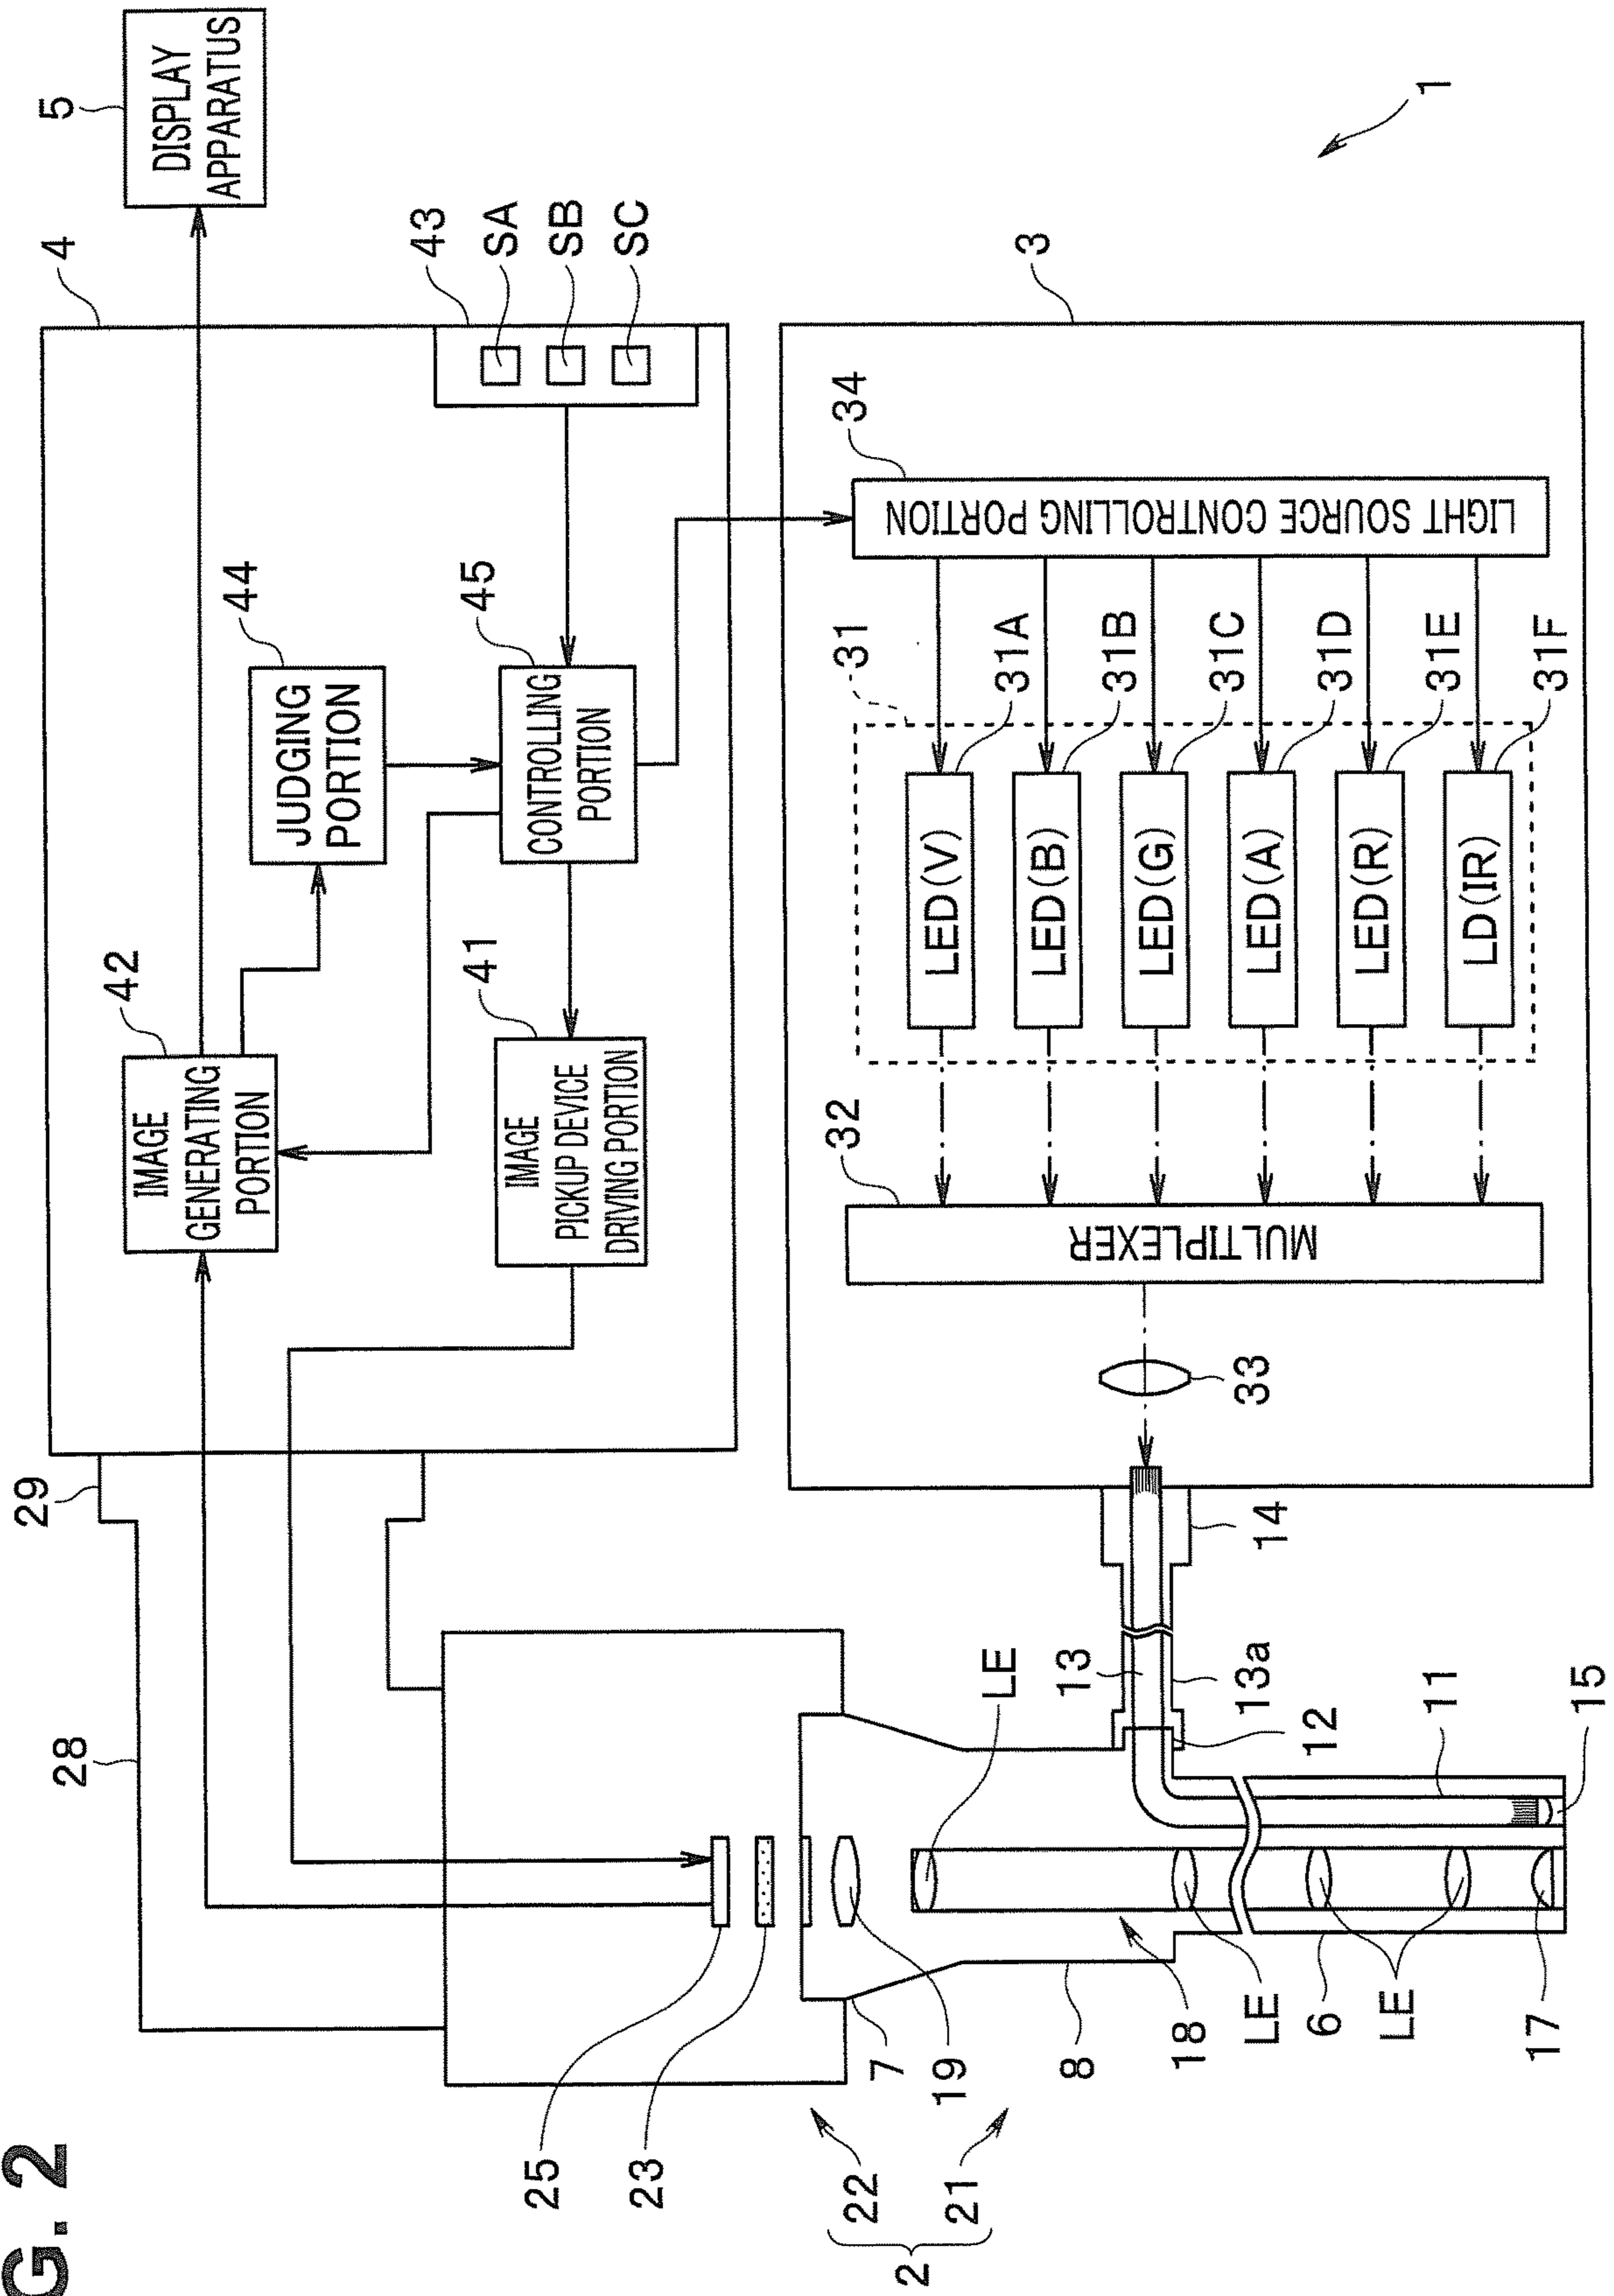 G. 2
5
DISPLAY
APPARATUS
4
43
SA
SB
SC
44
JUDGING
PORTION
45
CONTROLLING
PORTION
42
IMAGE
GENERATING
PORTION
41
IMAGE
PICKUP DEVICE
DRIVING PORTION
29
28
1
3
34
LIGHT SOURCE CONTROLLING PORTION
31
31A
31B
31C
31D
31E
31F
LED(V)
LED(B)
LED(G)
LED(A)
LED(R)
LD(IR)
32
MULTIPLEXER
33
14
13
13a
12
11
15
LE
25
23
7
19
8
18
LE
6
LE
17
22
21
2